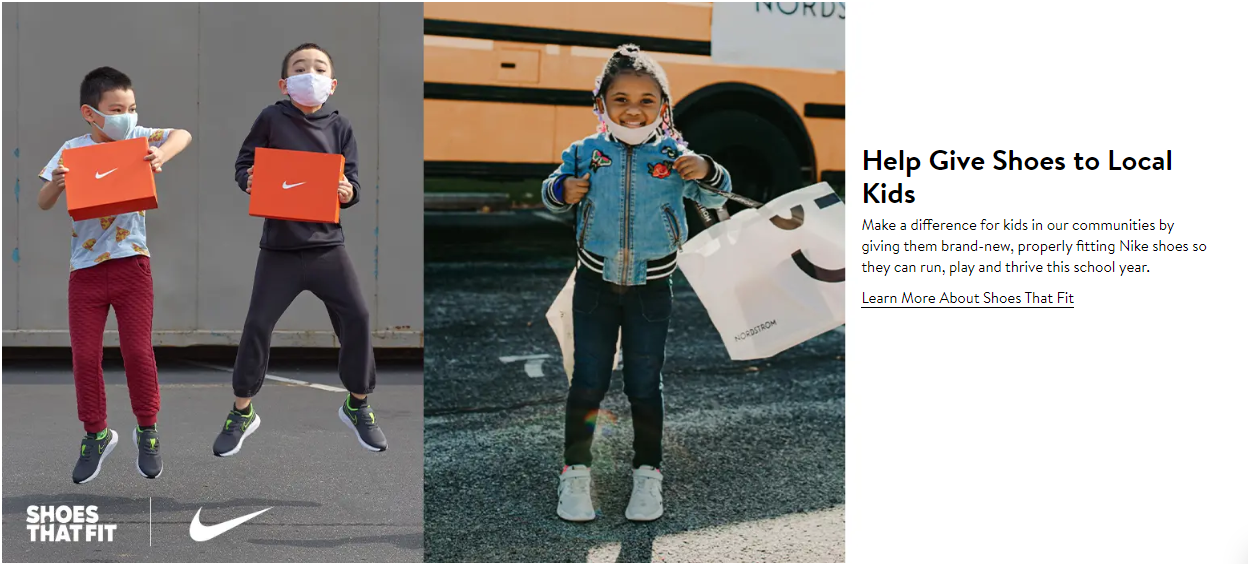 NORDS
NORDSTROM
SHOES
THAT FIT
Help Give Shoes to Local
Kids
Make a difference for kids in our communities by
giving them brand-new, properly fitting Nike shoes so
they can run, play and thrive this school year.
Learn More About Shoes That Fit